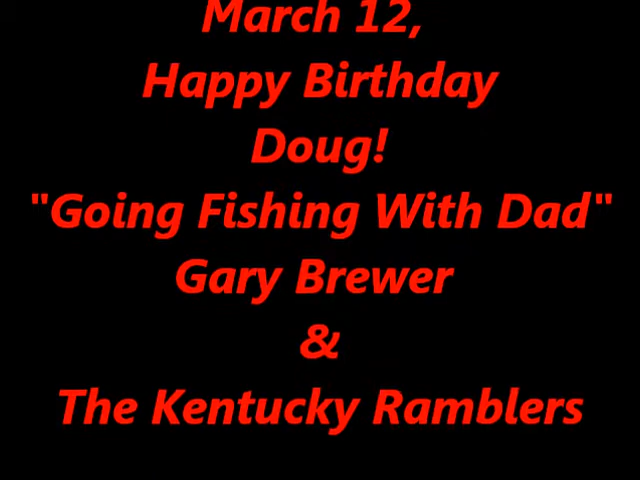 March 12,
Happy Birthday
Doug!
"Going Fishing With Dad"
Gary Brewer
&
The Kentucky Ramblers